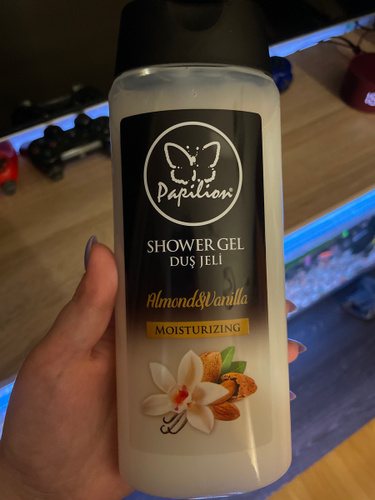 Papilion®
SHOWER GEL
DUŞ JELİ
Almond&Vanilla
MOISTURIZING